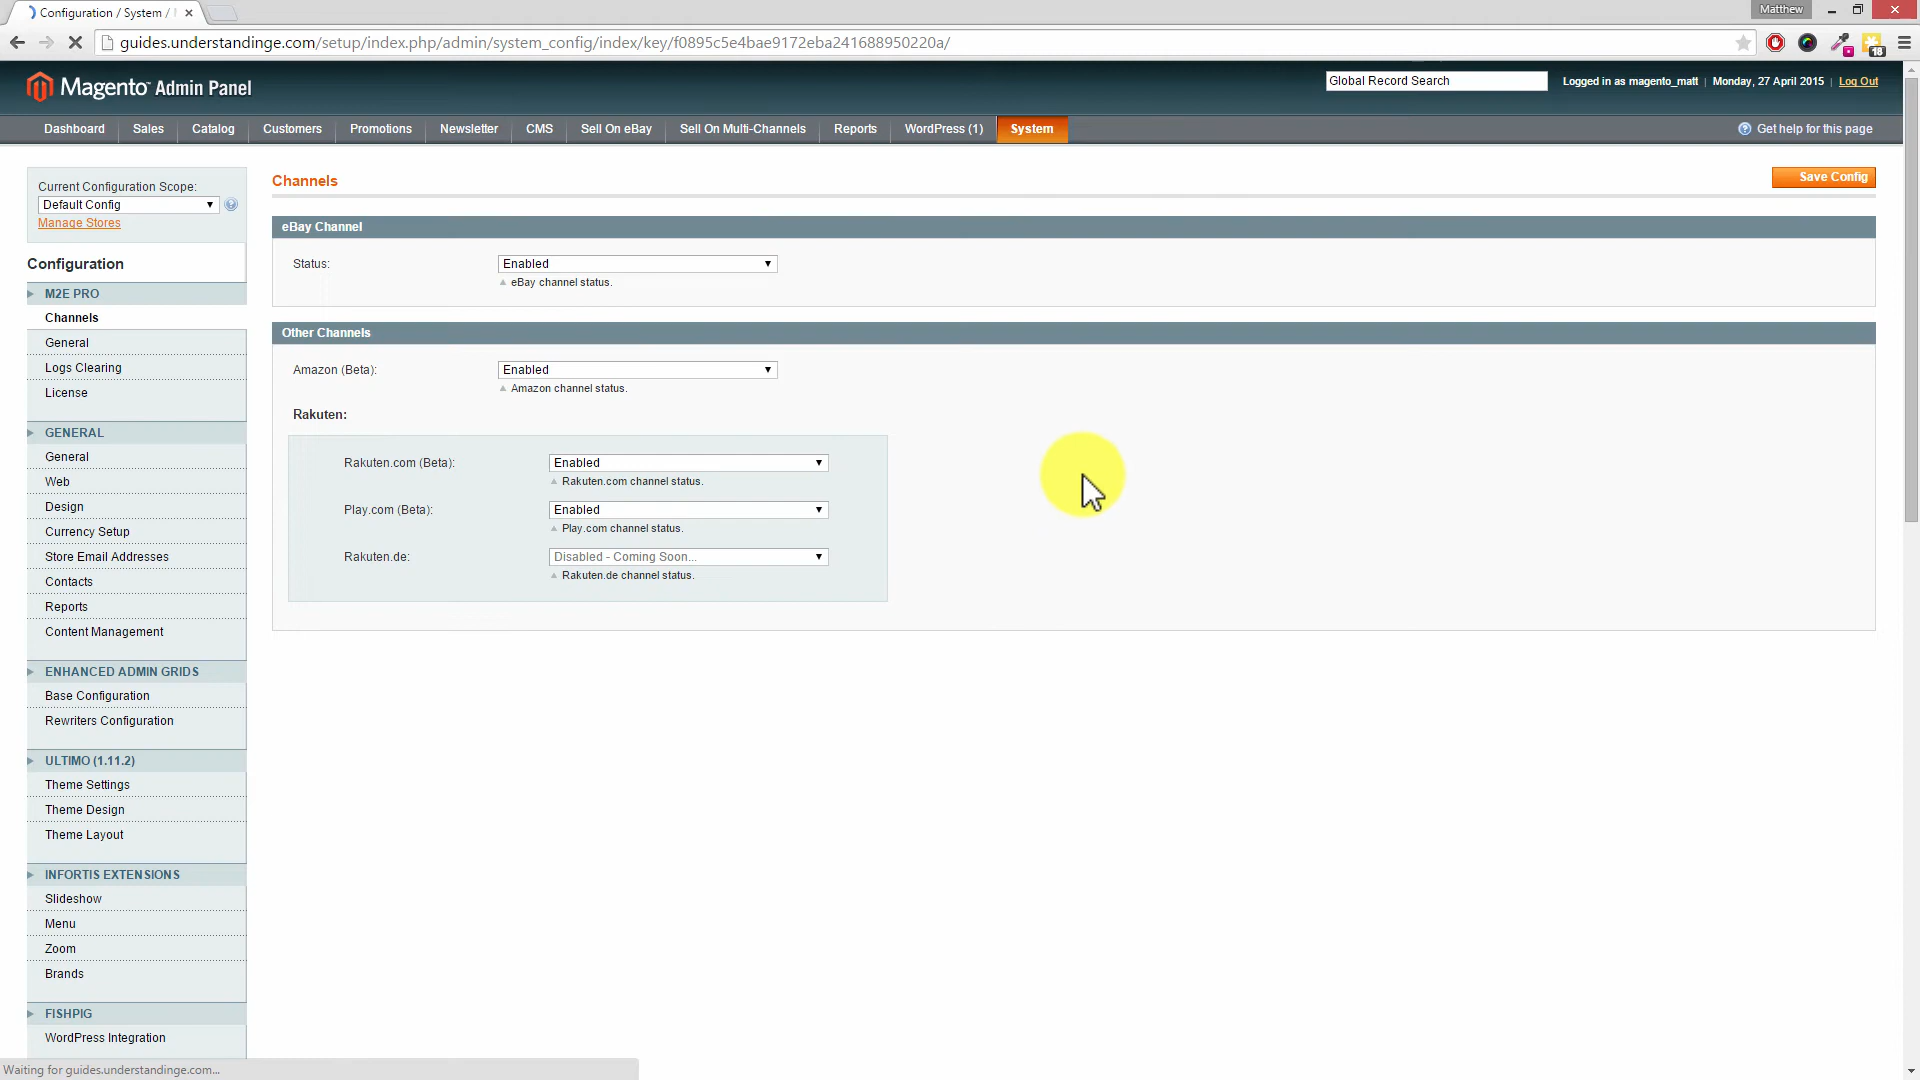 Configuration / System /
Matthew
guides.understandinge.com/setup/index.php/admin/system_config/index/key/f0895c5e4bae9172eba241688950220a/
18
Magento™ Admin Panel
Global Record Search
Logged in as magento_matt | Monday, 27 April 2015 | Log Out
Dashboard Sales Catalog Customers Promotions Newsletter CMS Sell On eBay Sell On Multi-Channels Reports WordPress (1) System
Get help for this page
Current Configuration Scope:
Default Config
Manage Stores
Configuration
M2E PRO
Channels
General
Logs Clearing
License
GENERAL
General
Web
Design
Currency Setup
Store Email Addresses
Contacts
Reports
Content Management
ENHANCED ADMIN GRIDS
Base Configuration
Rewriters Configuration
ULTIMO (1.11.2)
Theme Settings
Theme Design
Theme Layout
INFORTIS EXTENSIONS
Slideshow
Menu
Zoom
Brands
FISHPIG
WordPress Integration
Channels
Save Config
eBay Channel
Status: Enabled
eBay channel status.
Other Channels
Amazon (Beta): Enabled
Amazon channel status.
Rakuten:
Rakuten.com (Beta): Enabled
Rakuten.com channel status.
Play.com (Beta): Enabled
Play.com channel status.
Rakuten.de: Disabled - Coming Soon...
Rakuten.de channel status.
Waiting for guides.understandinge.com...